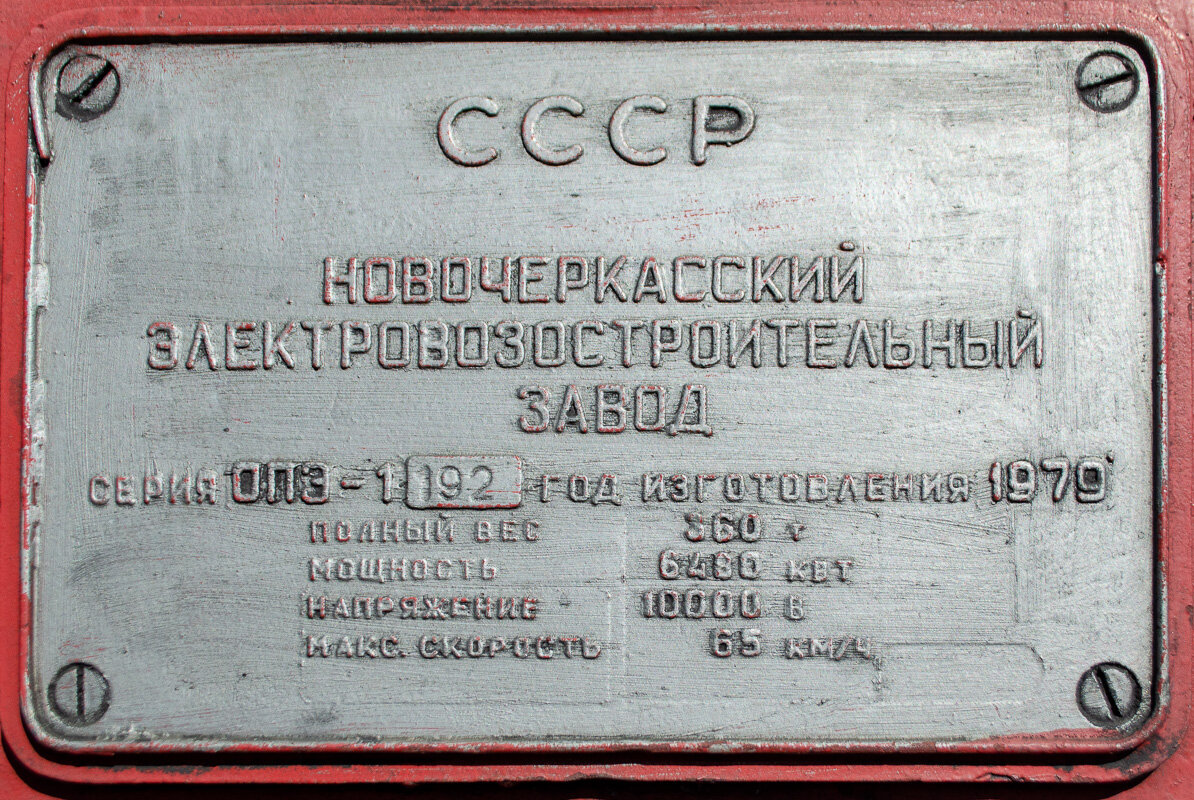 СССР
НОВОЧЕРКАССКИЙ
ЭЛЕКТРОВОЗОСТРОИТЕЛЬНЫЙ
ЗАВОД
СЕРИЯ ОПЭ-1 192 ГОД ИЗГОТОВЛЕНИЯ 1979
ПОЛНЫЙ ВЕС 360 Т
МОЩНОСТЬ 6480 КВТ
НАПРЯЖЕНИЕ 10000 В
МАКС. СКОРОСТЬ 65 КМ/Ч